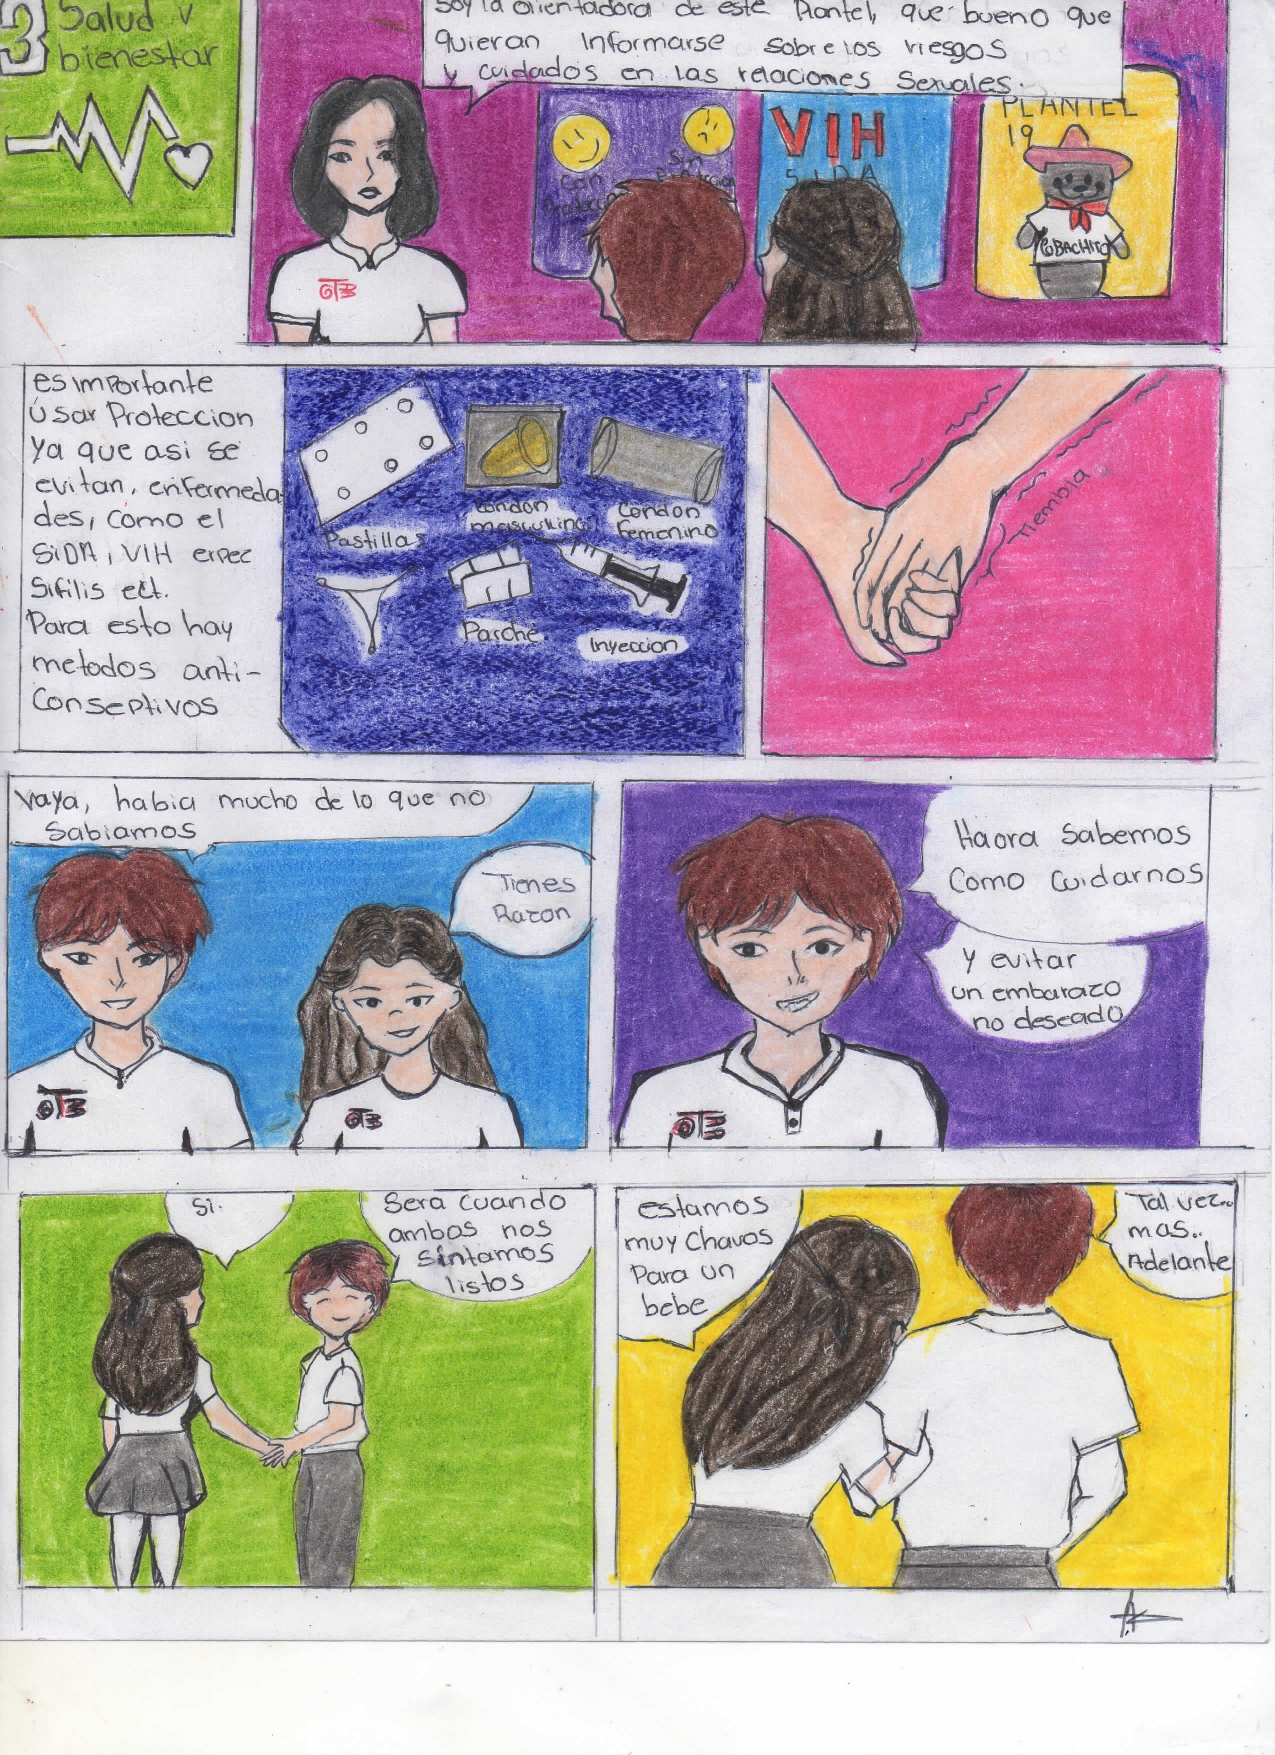 3
Salud y
bienestar
Soy la orientadora de este Plantel, que bueno que
quieran informarse sobre los riesgos
y cuidados en las relaciones sexuales.
Con
Protección
Sin
VIH
SIDA
PLANTEL
19
COBACHITO
es importante
usar Proteccion
Ya que asi se
evitan, enfermeda-
des, como el
SIDA, VIH
Sifilis ect.
Para esto hay
metodos anti-
conseptivos
Pastillas
Condon
masculino
Condon
Femenino
Parche.
Inyeccion
Tiembla
vaya, habia mucho de lo que no
sabiamos
Tienes
Razon
Haora sabemos
como cuidarnos
Y evitar
un embarazo
no deseado
Si.
Sera cuando
ambos nos
sintamos
listos
estamos
muy chavos
Para un
bebe
Tal vez..
mas..
Adelante